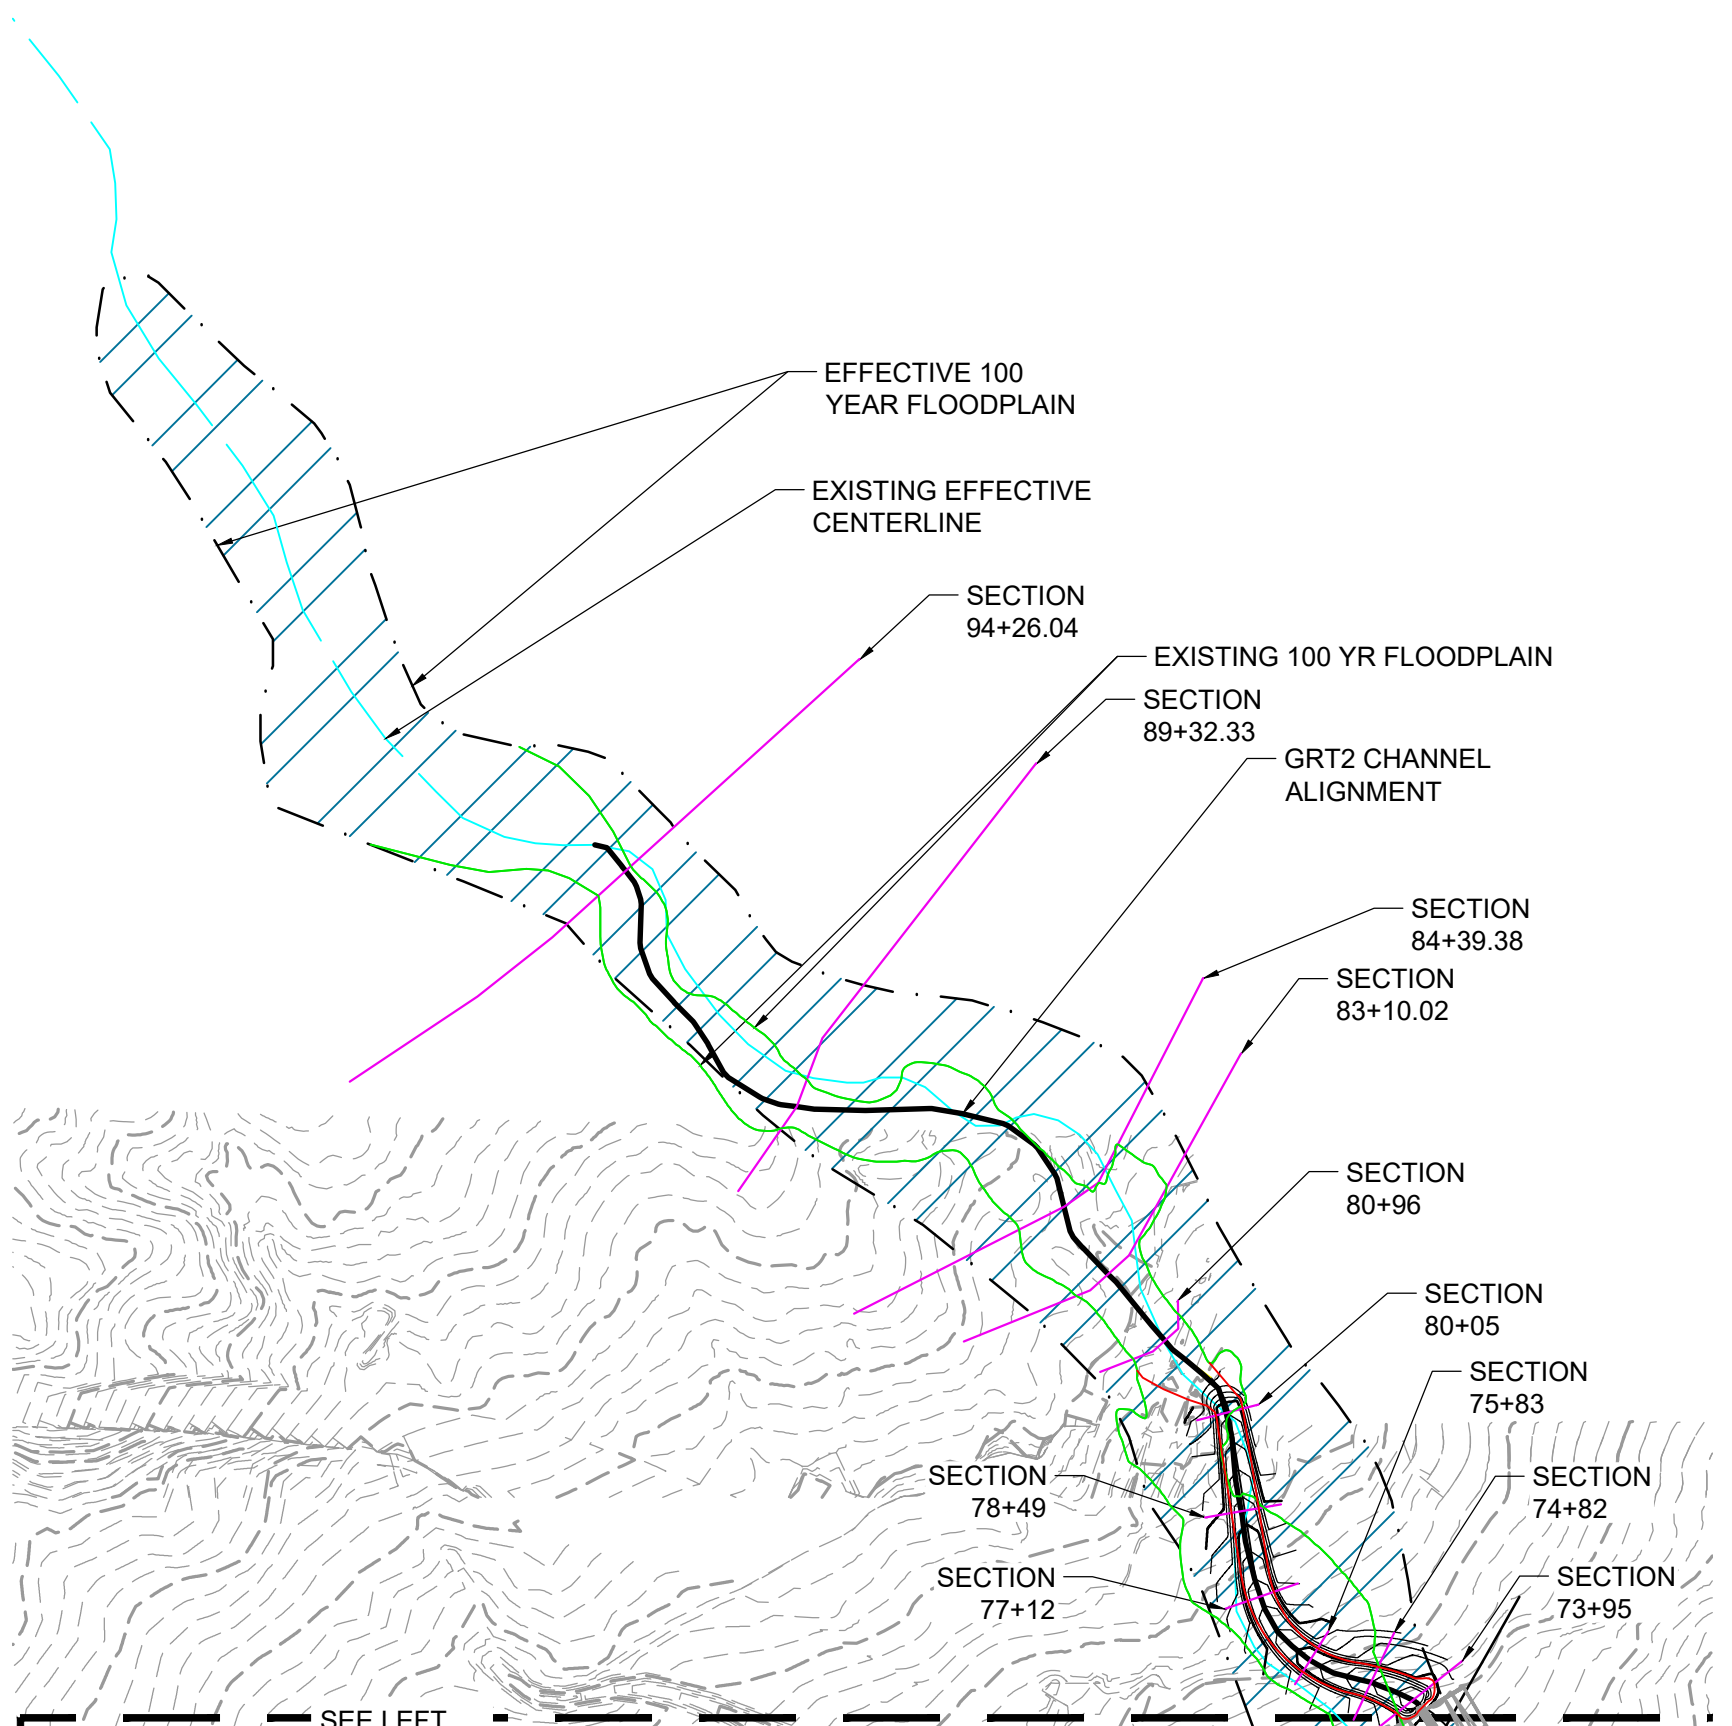 EFFECTIVE 100
YEAR FLOODPLAIN
EXISTING EFFECTIVE
CENTERLINE
SECTION
94+26.04
EXISTING 100 YR FLOODPLAIN
SECTION
89+32.33
GRT2 CHANNEL
ALIGNMENT
SECTION
84+39.38
SECTION
83+10.02
SECTION
80+96
SECTION
80+05
SECTION
75+83
SECTION
78+49
SECTION
74+82
SECTION
77+12
SECTION
73+95
SEE LEFT